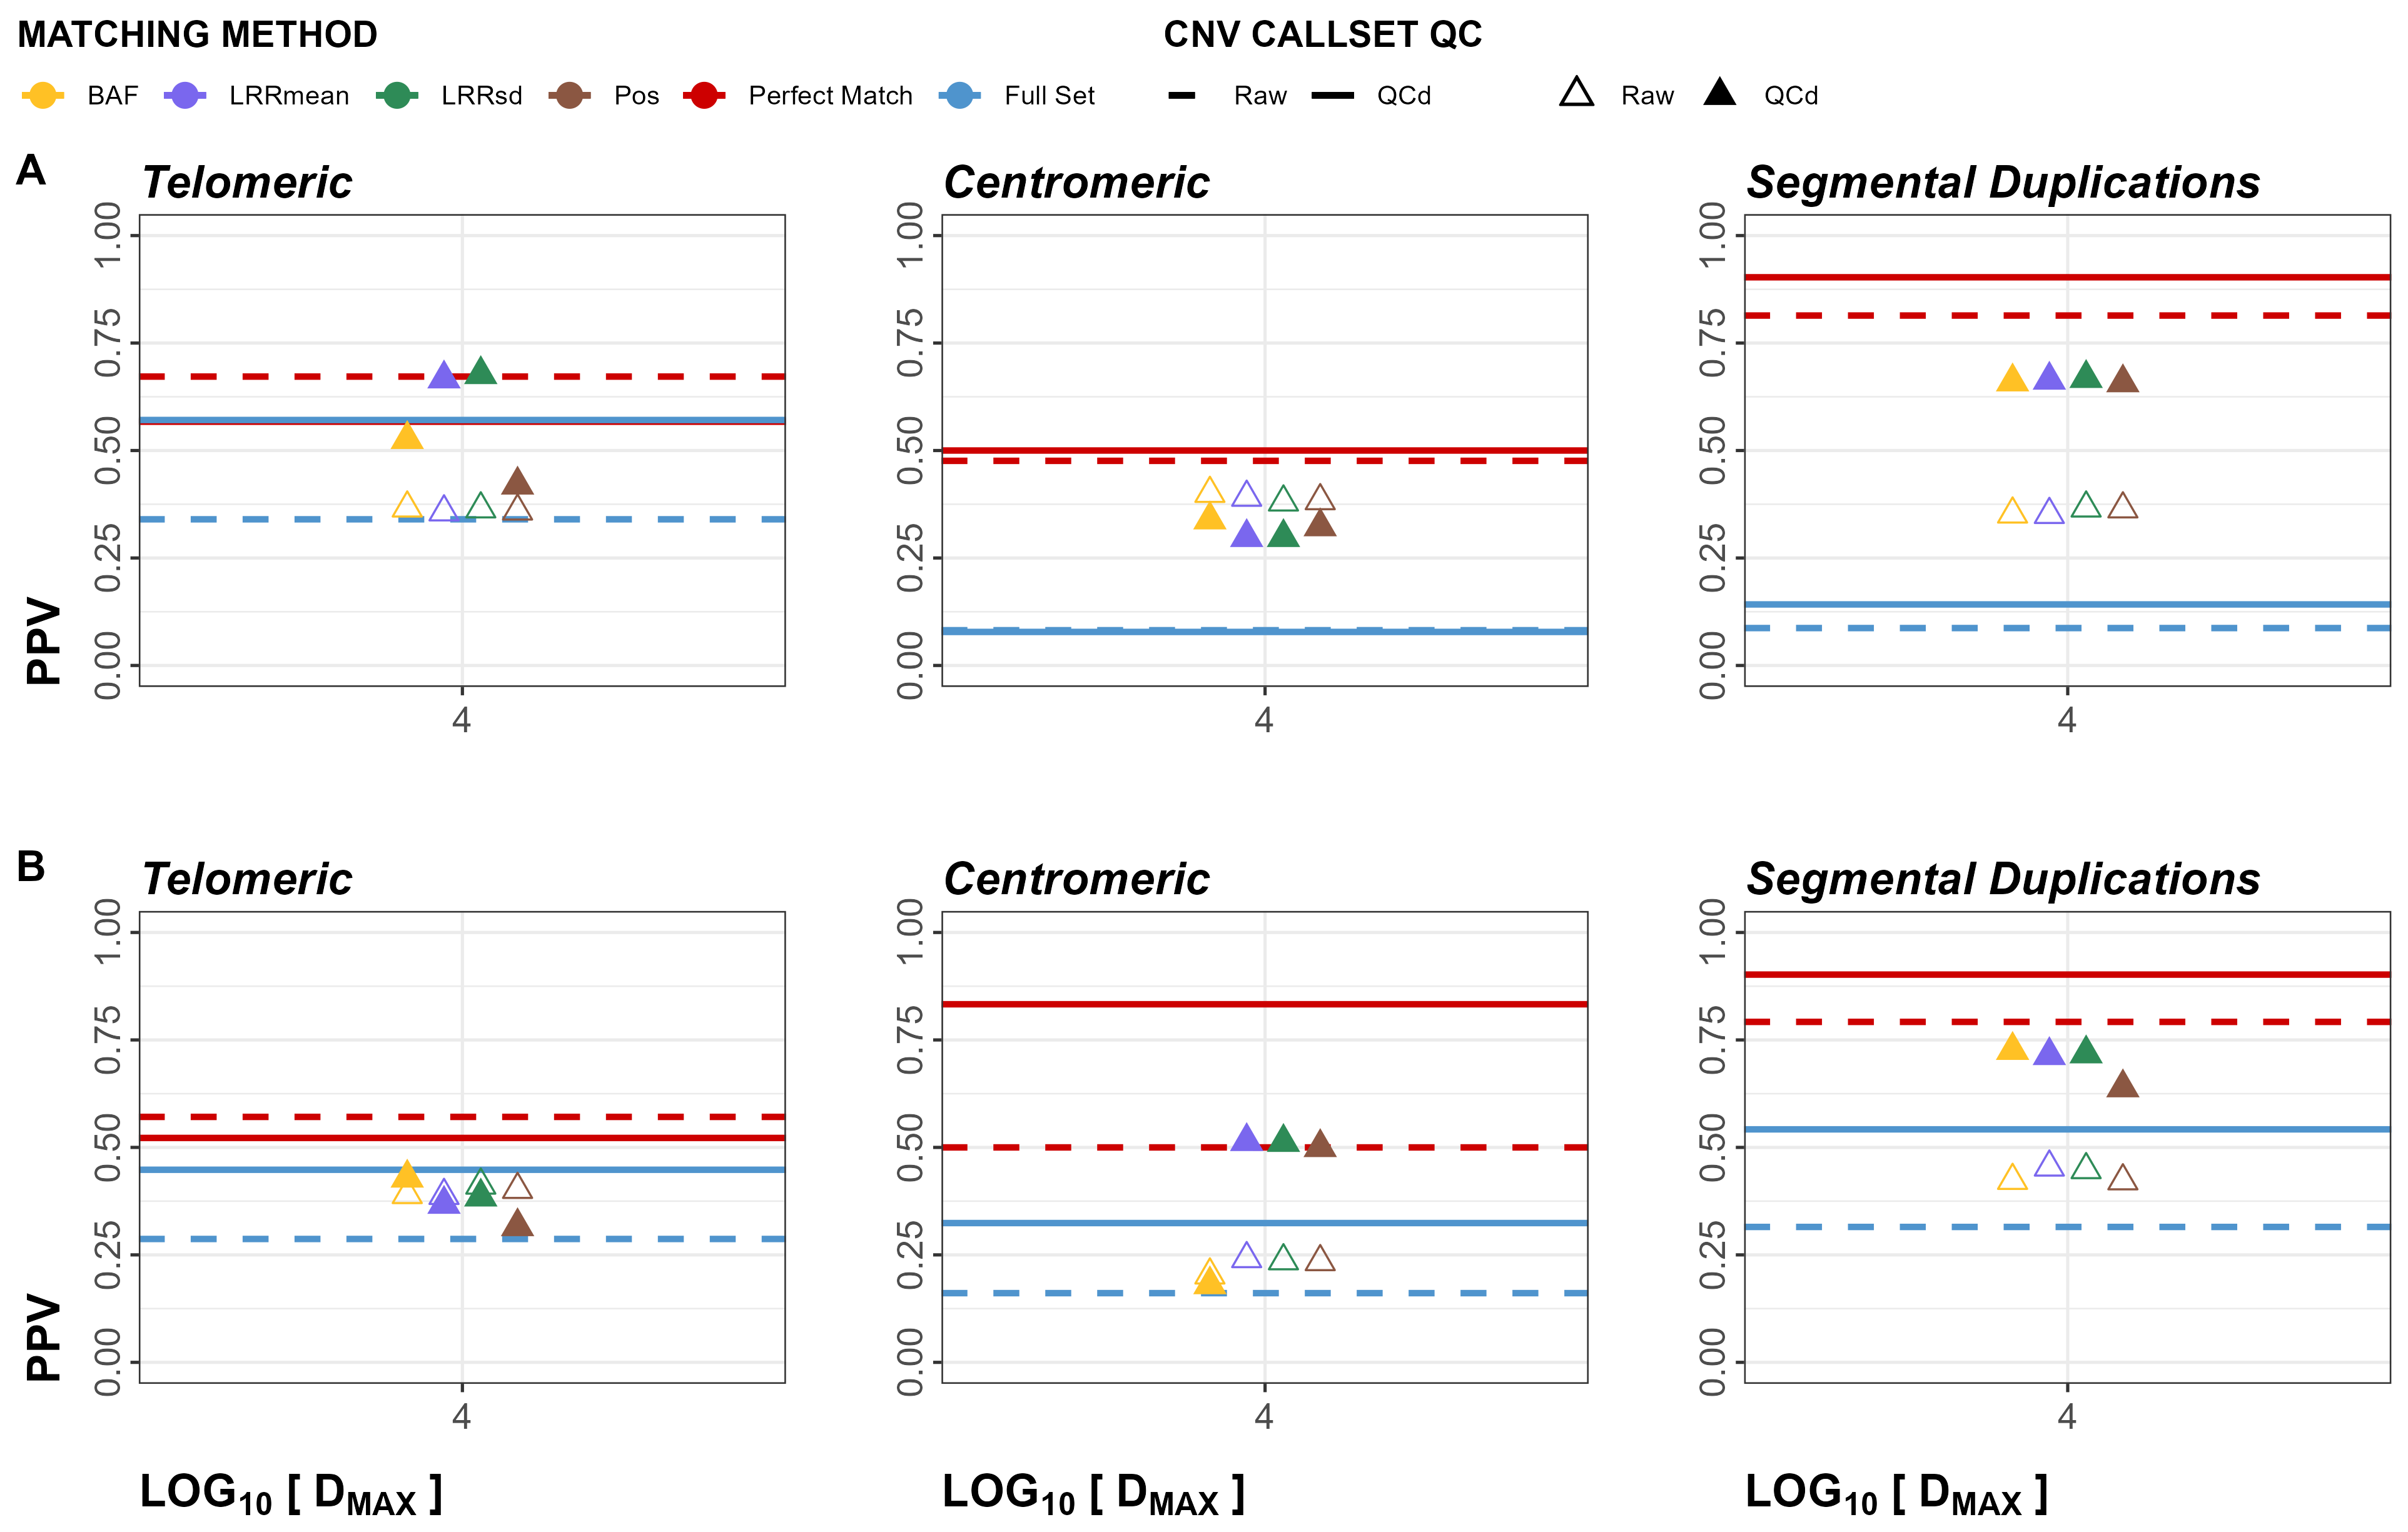 MATCHING METHOD CNV CALLSET QC
BAF LRRmean LRRsd Pos Perfect Match Full Set Raw QCd Raw QCd
A
Telomeric Centromeric Segmental Duplications
PPV
1.00 1.00 1.00
0.75 0.75 0.75
0.50 0.50 0.50
0.25 0.25 0.25
0.00 0.00 0.00
4 4 4
B
Telomeric Centromeric Segmental Duplications
PPV
1.00 1.00 1.00
0.75 0.75 0.75
0.50 0.50 0.50
0.25 0.25 0.25
0.00 0.00 0.00
4 4 4
LOG10 [ DMAX ] LOG10 [ DMAX ] LOG10 [ DMAX ]